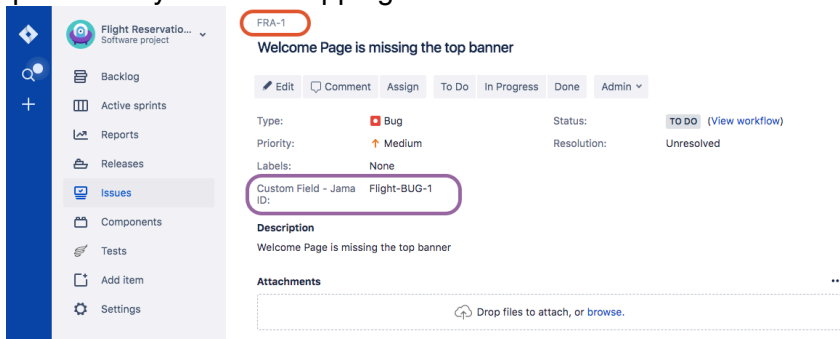 Flight Reservatio...
Software project
Backlog
Active sprints
Reports
Releases
Issues
Components
Tests
Add item
Settings
FRA-1
Welcome Page is missing the top banner
Edit Comment Assign To Do In Progress Done Admin
Type: Bug Status: TO DO (View workflow)
Priority: Medium Resolution: Unresolved
Labels: None
Custom Field - Jama Flight-BUG-1
ID:
Description
Welcome Page is missing the top banner
Attachments
Drop files to attach, or browse.